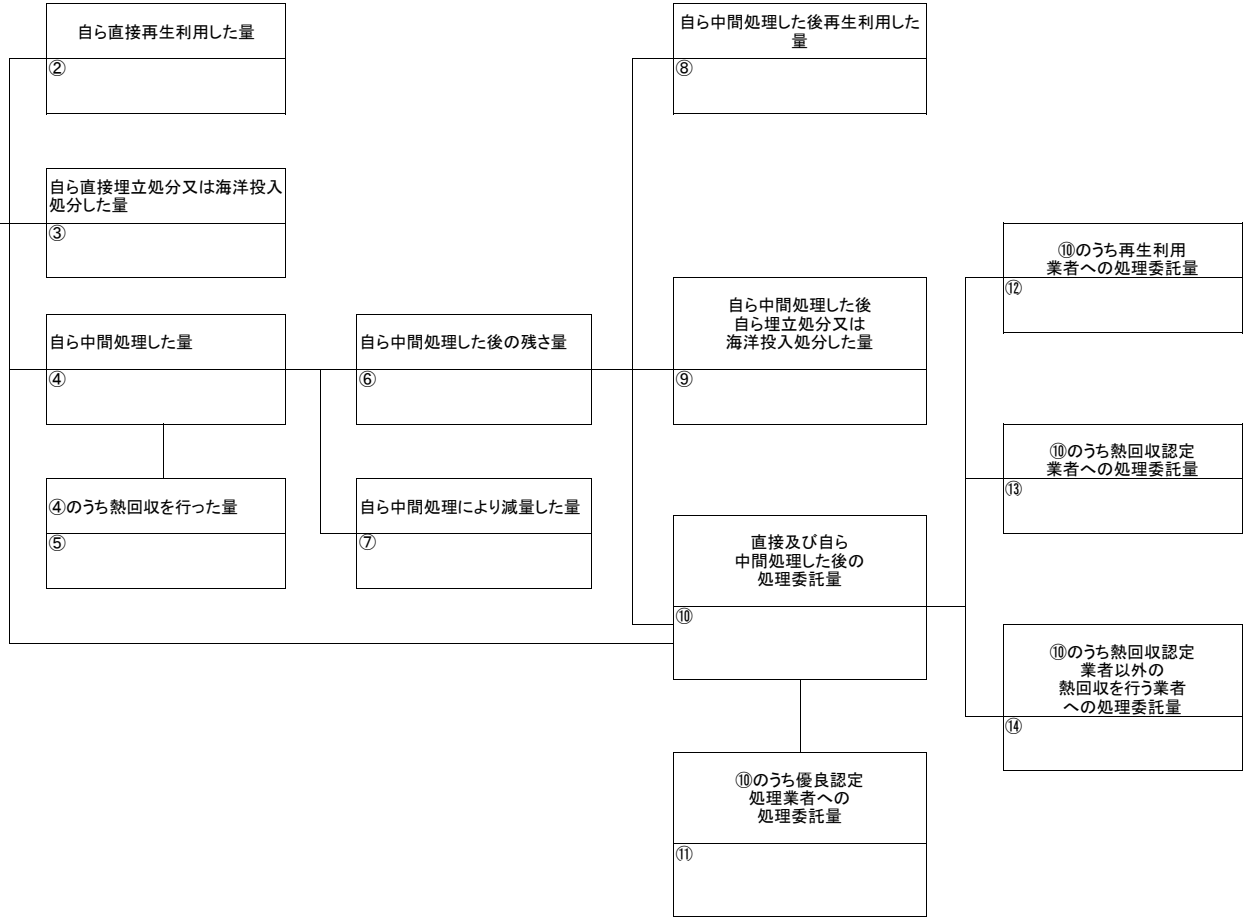 自ら直接再生利用した量
②
自ら直接埋立処分又は海洋投入
処分した量
③
自ら中間処理した量
④
④のうち熱回収を行った量
⑤
自ら中間処理した後の残さ量
⑥
自ら中間処理により減量した量
⑦
自ら中間処理した後再生利用した
量
⑧
自ら中間処理した後
自ら埋立処分又は
海洋投入処分した量
⑨
直接及び自ら
中間処理した後の
処理委託量
⑩
⑩のうち優良認定
処理業者への
処理委託量
⑪
⑩のうち再生利用
業者への処理委託量
⑫
⑩のうち熱回収認定
業者への処理委託量
⑬
⑩のうち熱回収認定
業者以外の
熱回収を行う業者
への処理委託量
⑭